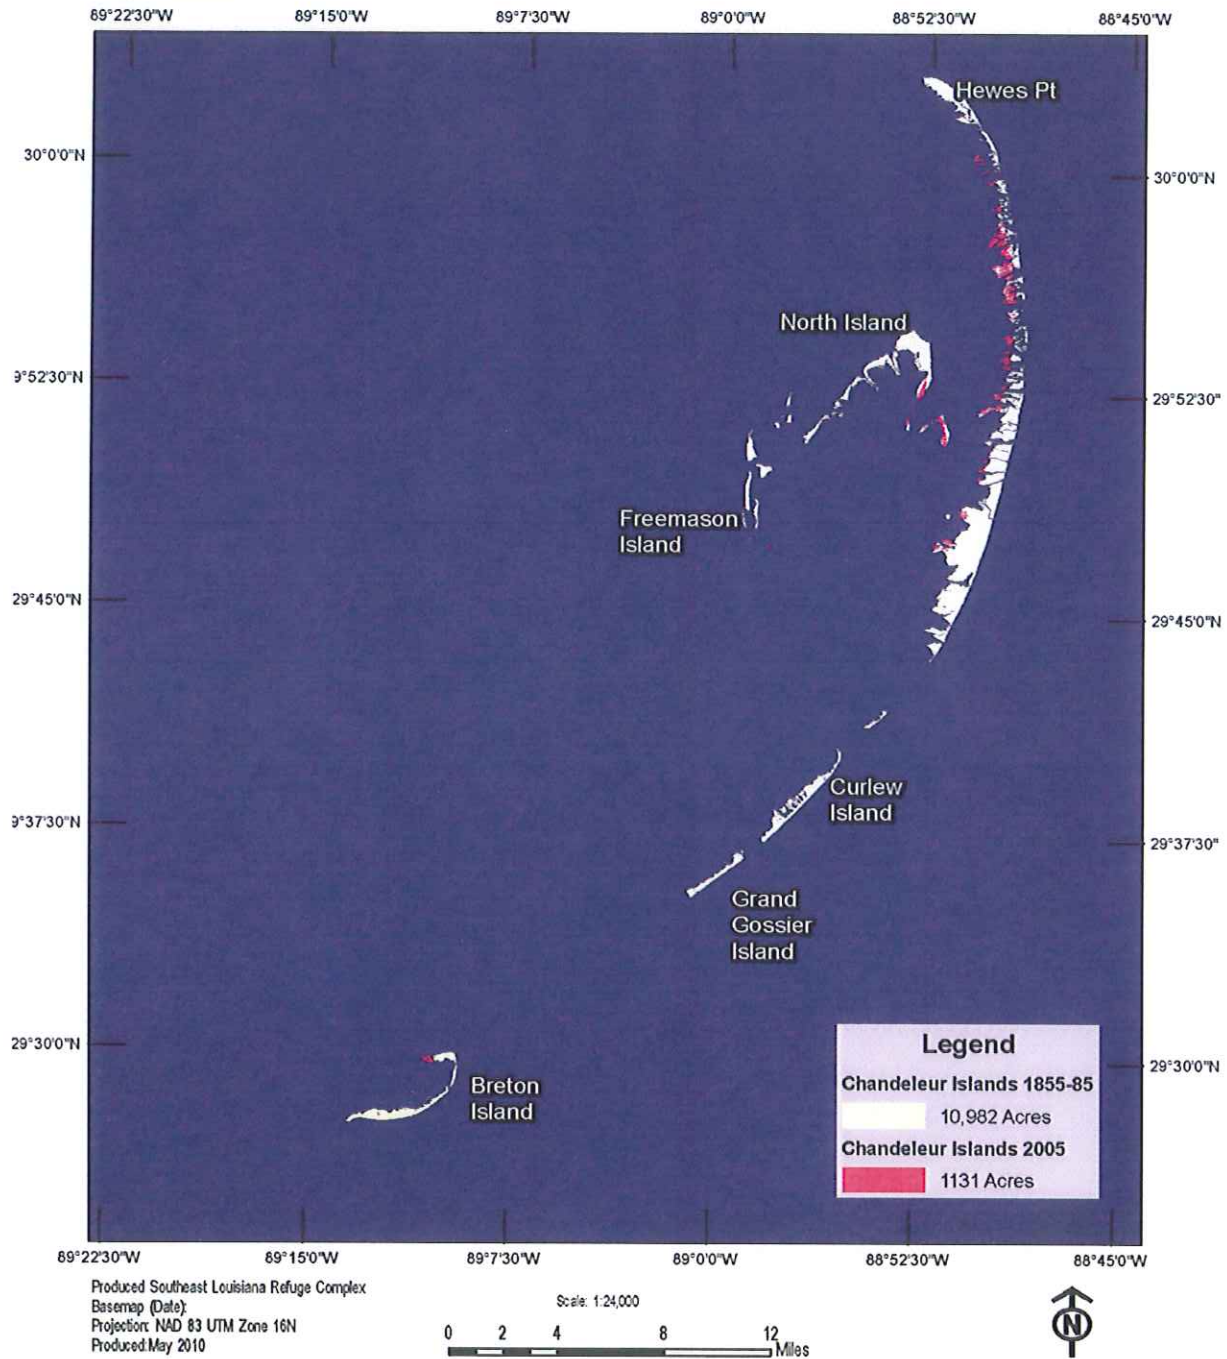 89°22'30"W 89°15'0"W 89°7'30"W 89°0'0"W 88°52'30"W 88°45'0"W
Hewes Pt
30°0'0"N
30°0'0"N
North Island
9°52'30"N
29°52'30"
Freemason
Island
29°45'0"N
29°45'0"N
Curlew
Island
9°37'30"N
29°37'30"
Grand
Gossier
Island
Legend
29°30'0"N
29°30'0"N
Breton
Island
Chandeleur Islands 1855-85
10,982 Acres
Chandeleur Islands 2005
1131 Acres
89°22'30"W 89°15'0"W 89°7'30"W 89°0'0"W 88°52'30"W 88°45'0"W
Produced Southeast Louisiana Refuge Complex
Basemap (Date):
Projection: NAD 83 UTM Zone 16N
Produced:May 2010
Scale: 1:24,000
0 2 4 8 12
Miles
N